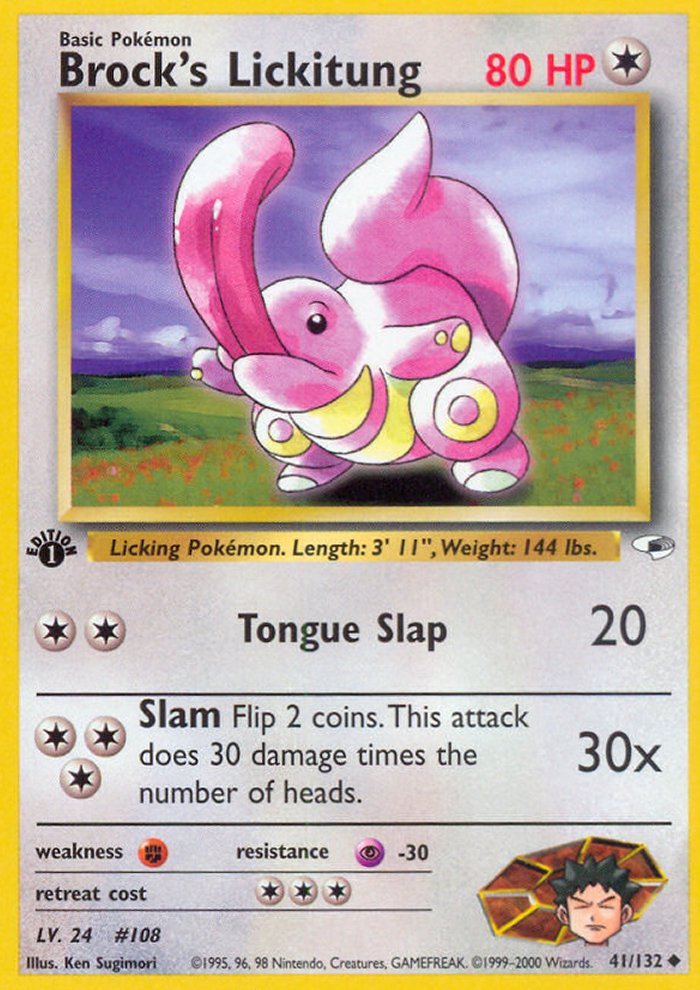 Basic Pokémon
Brock's Lickitung 80 HP
EDITION
1
Licking Pokémon. Length: 3' 11", Weight: 144 lbs.
Tongue Slap 20
Slam Flip 2 coins. This attack
does 30 damage times the
number of heads.
30x
weakness resistance -30
retreat cost
LV. 24 #108
Illus. Ken Sugimori ©1995, 96, 98 Nintendo, Creatures, GAMEFREAK. ©1999-2000 Wizards. 41/132